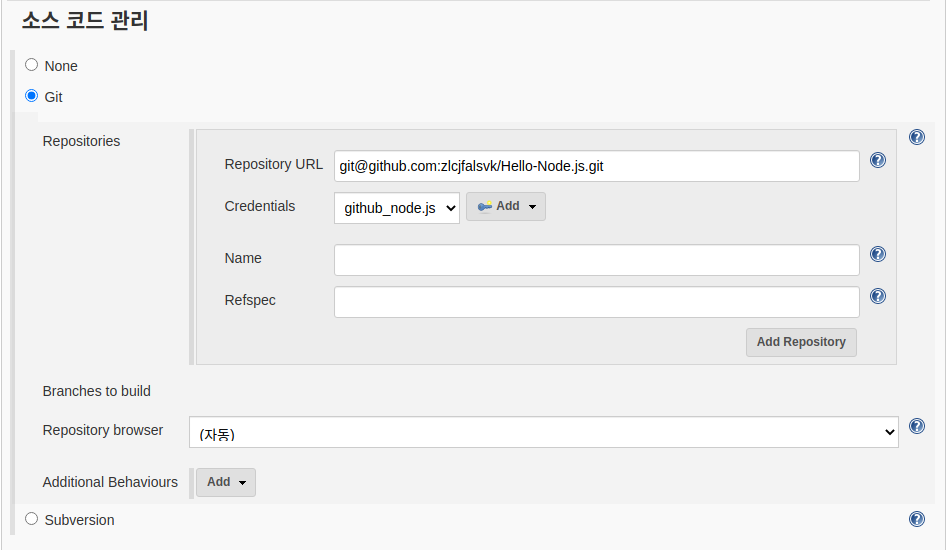 소스 코드 관리
None
Git
Repositories
Repository URL git@github.com:zlcjfalsvk/Hello-Node.js.git
Credentials github_node.js Add
Name
Refspec
Add Repository
Branches to build
Repository browser (자동)
Additional Behaviours Add
Subversion